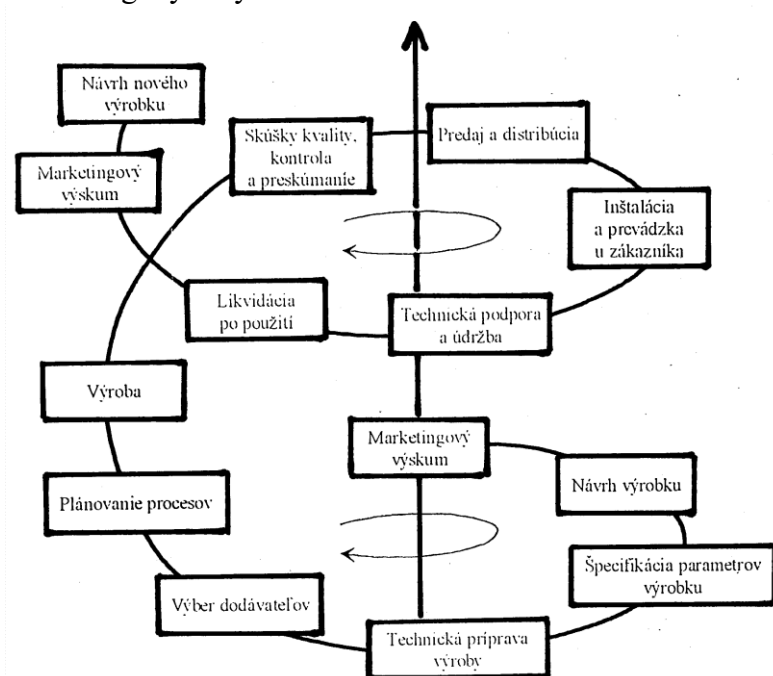 Návrh nového
výrobku
Skúšky kvality,
kontrola
a preskúmanie
Predaj a distribúcia
Marketingový
výskum
Inštalácia
a prevádzka
u zákazníka
Likvidácia
po použití
Technická podpora
a údržba
Výroba
Marketingový
výskum
Návrh výrobku
Plánovanie procesov
Špecifikácia parametrov
výrobku
Výber dodávateľov
Technická príprava
výroby